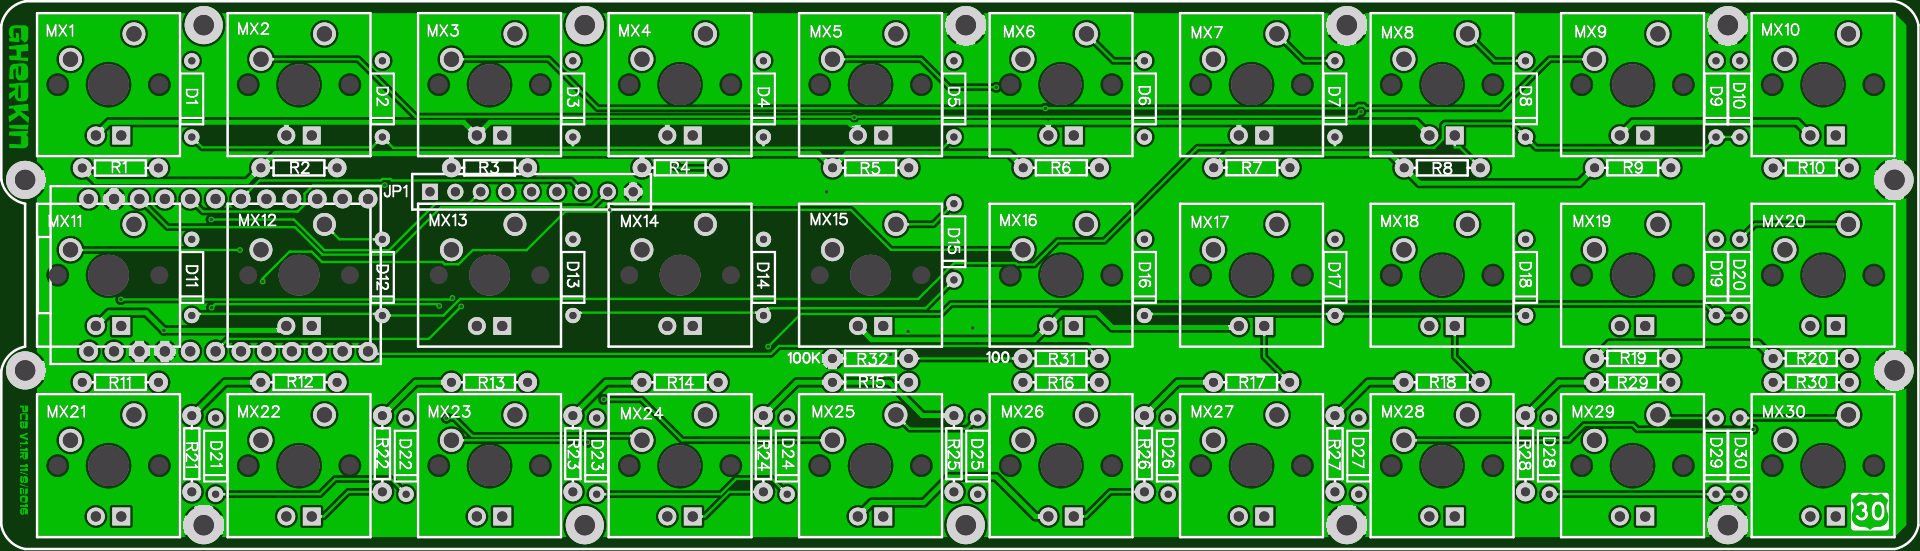 GHERKIN
MX1 MX2 MX3 MX4 MX5 MX6 MX7 MX8 MX9 MX10
D1 D2 D3 D4 D5 D6 D7 D8 D9 D10
R1 R2 R3 R4 R5 R6 R7 R8 R9 R10
JP1
MX11 MX12 MX13 MX14 MX15 MX16 MX17 MX18 MX19 MX20
D11 D12 D13 D14 D15 D16 D17 D18 D19 D20
100K R32 100 R31 R19 R20
R11 R12 R13 R14 R15 R16 R17 R18 R29 R30
MX21 MX22 MX23 MX24 MX25 MX26 MX27 MX28 MX29 MX30
R21 D21 R22 D22 R23 D23 R24 D24 R25 D25 R26 D26 R27 D27 R28 D28 D29 D30
PCB V1.1R 11/6/2016
30